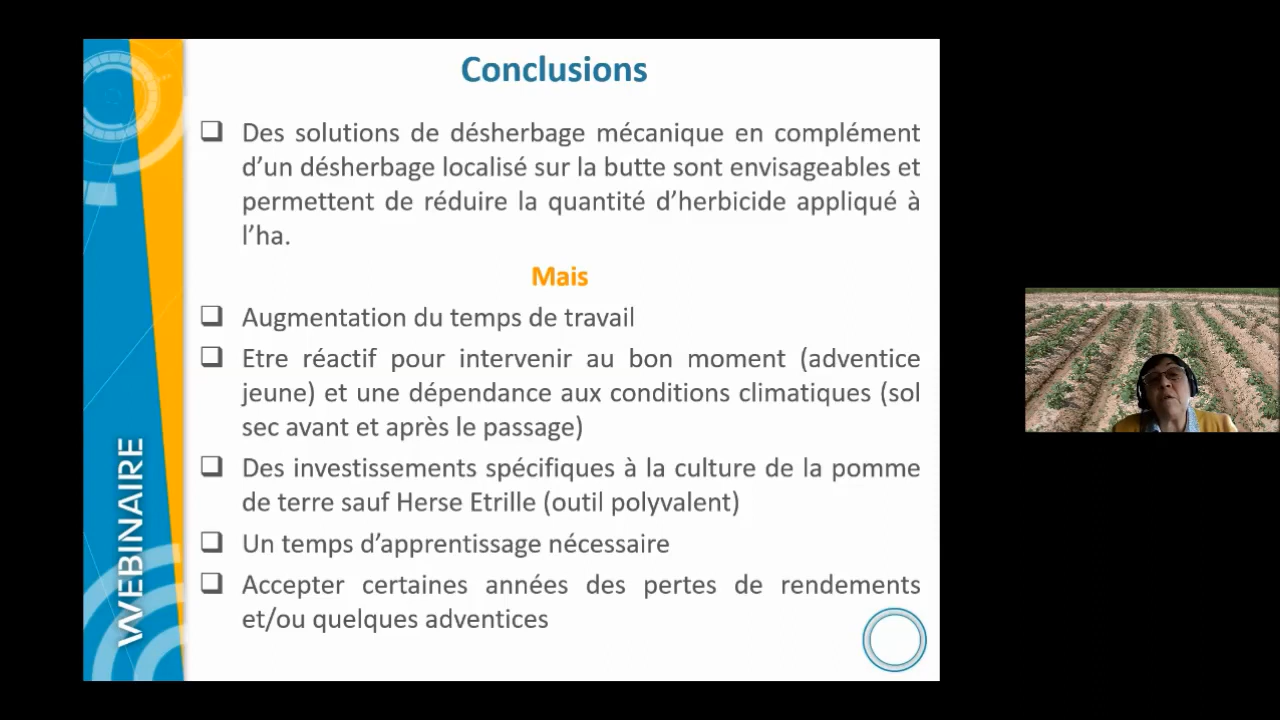 Conclusions
❑ Des solutions de désherbage mécanique en complément
d’un désherbage localisé sur la butte sont envisageables et
permettent de réduire la quantité d’herbicide appliqué à
l’ha.
Mais
❑ Augmentation du temps de travail
❑ Etre réactif pour intervenir au bon moment (adventice
jeune) et une dépendance aux conditions climatiques (sol
sec avant et après le passage)
❑ Des investissements spécifiques à la culture de la pomme
de terre sauf Herse Etrille (outil polyvalent)
❑ Un temps d’apprentissage nécessaire
❑ Accepter certaines années des pertes de rendements
et/ou quelques adventices
WEBINAIRE